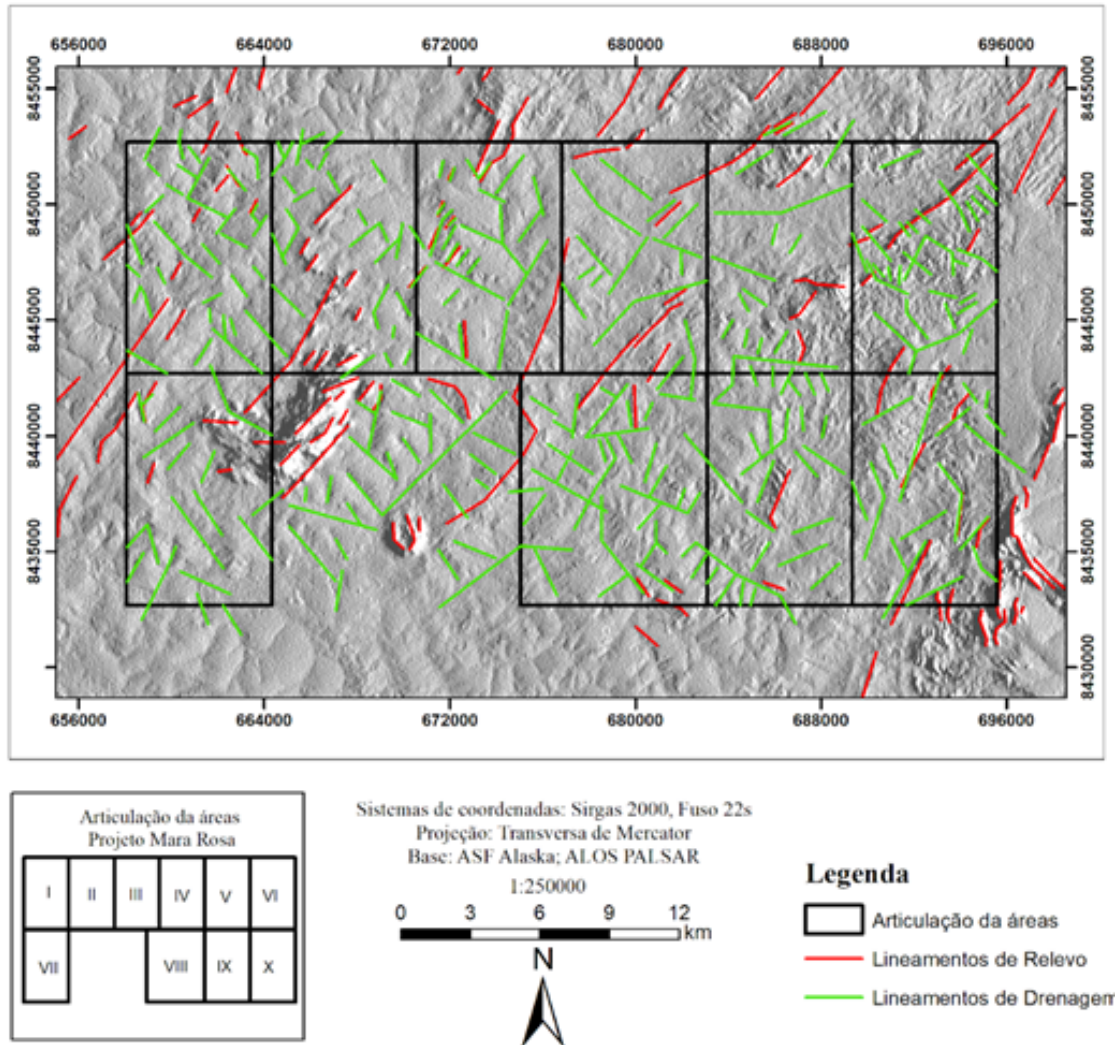 656000 664000 672000 680000 688000 696000
8455000 8455000
8450000 8450000
8445000 8445000
8440000 8440000
8435000 8435000
8430000
656000 664000 672000 680000 688000 696000
Articulação da áreas
Projeto Mara Rosa
I II III IV V VI
VII VIII IX X
Sistemas de coordenadas: Sirgas 2000, Fuso 22s
Projeção: Transversa de Mercator
Base: ASF Alaska; ALOS PALSAR
1:250000
0 3 6 9 12
km
N
Legenda
Articulação da áreas
Lineamentos de Relevo
Lineamentos de Drenagem